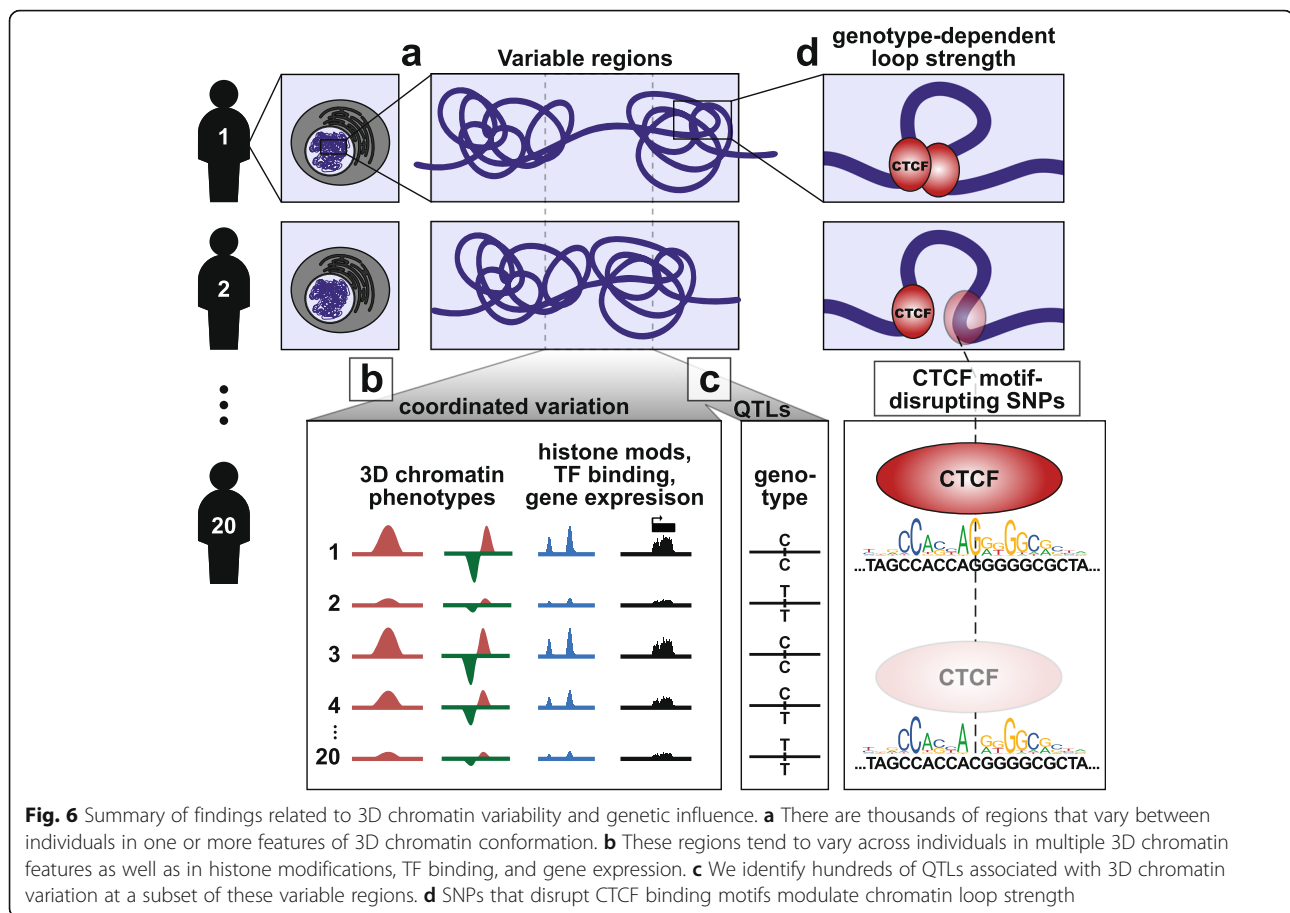 a
Variable regions
d
genotype-dependent
loop strength
1
CTCF
2
CTCF
b
c
CTCF motif-
disrupting SNPs
coordinated variation
QTLs
3D chromatin
phenotypes
histone mods,
TF binding,
gene expresison
geno-
type
CTCF
20
1
C
C
...TAGCCACCAGGGGGCGCTA...
2
T
T
3
C
C
CTCF
4
C
T
20
T
T
...TAGCCACCACGGGGCGCTA...
Fig. 6 Summary of findings related to 3D chromatin variability and genetic influence. a There are thousands of regions that vary between
individuals in one or more features of 3D chromatin conformation. b These regions tend to vary across individuals in multiple 3D chromatin
features as well as in histone modifications, TF binding, and gene expression. c We identify hundreds of QTLs associated with 3D chromatin
variation at a subset of these variable regions. d SNPs that disrupt CTCF binding motifs modulate chromatin loop strength